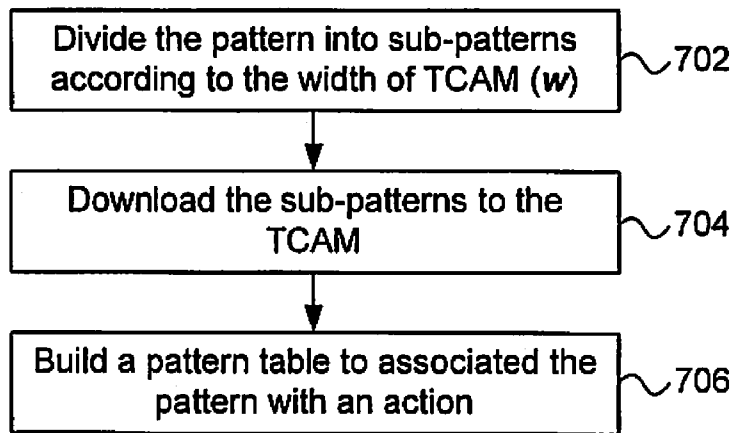 Divide the pattern into sub-patterns
according to the width of TCAM (w)
702
Download the sub-patterns to the
TCAM
704
Build a pattern table to associated the
pattern with an action
706